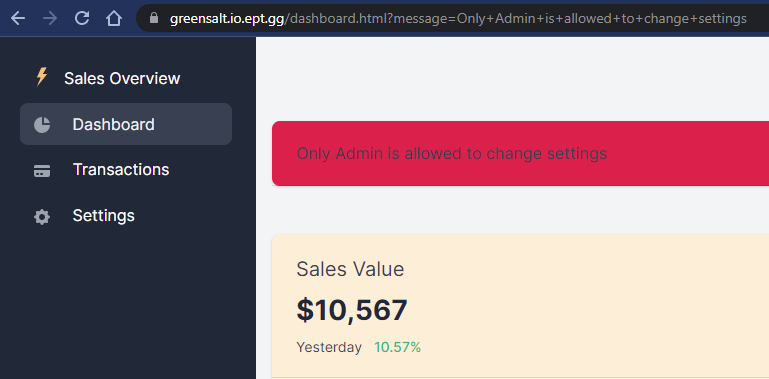 greensalt.io.ept.gg/dashboard.html?message=Only+Admin+is+allowed+to+change+settings
Sales Overview
Dashboard
Transactions
Settings
Only Admin is allowed to change settings
Sales Value
$10,567
Yesterday 10.57%